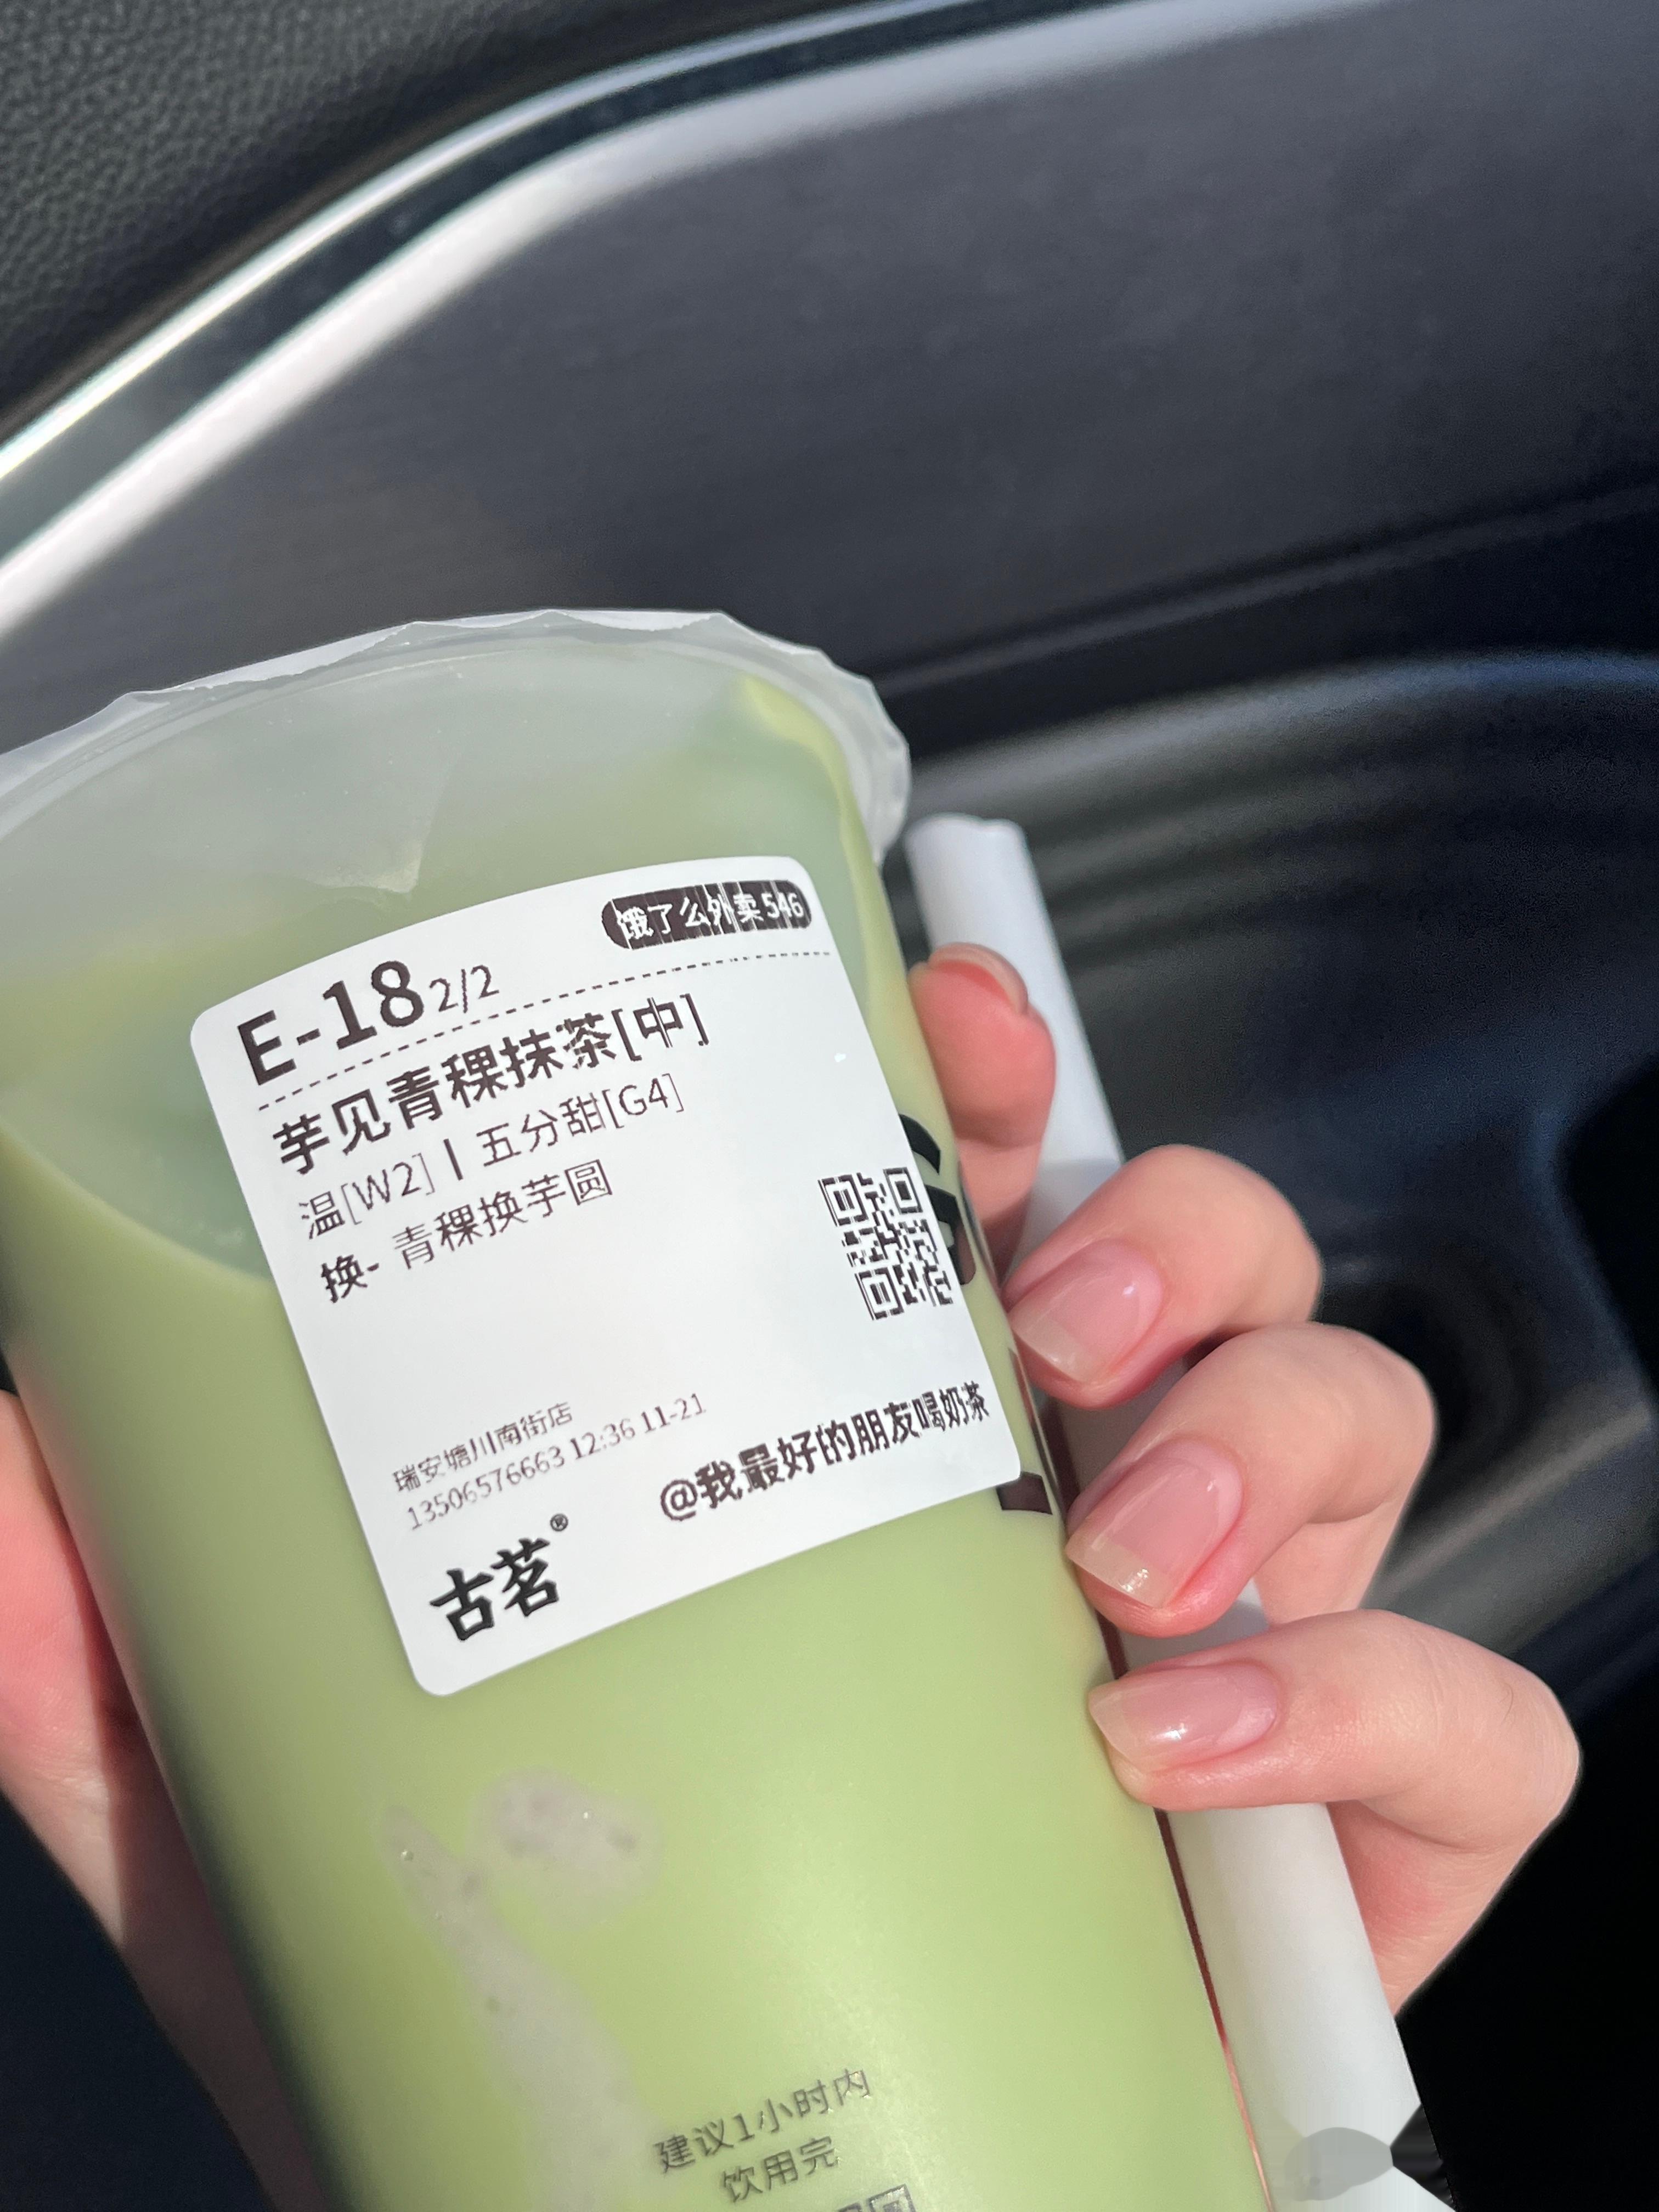 饿了么外卖 546
E-18 2/2
芋见青稞抹茶[中]
温[W2] | 五分甜[G4]
换- 青稞换芋圆
瑞安塘川南街店
13506576663 12:36 11-21
@我最好的朋友喝奶茶
古茗®
建议1小时内
饮用完